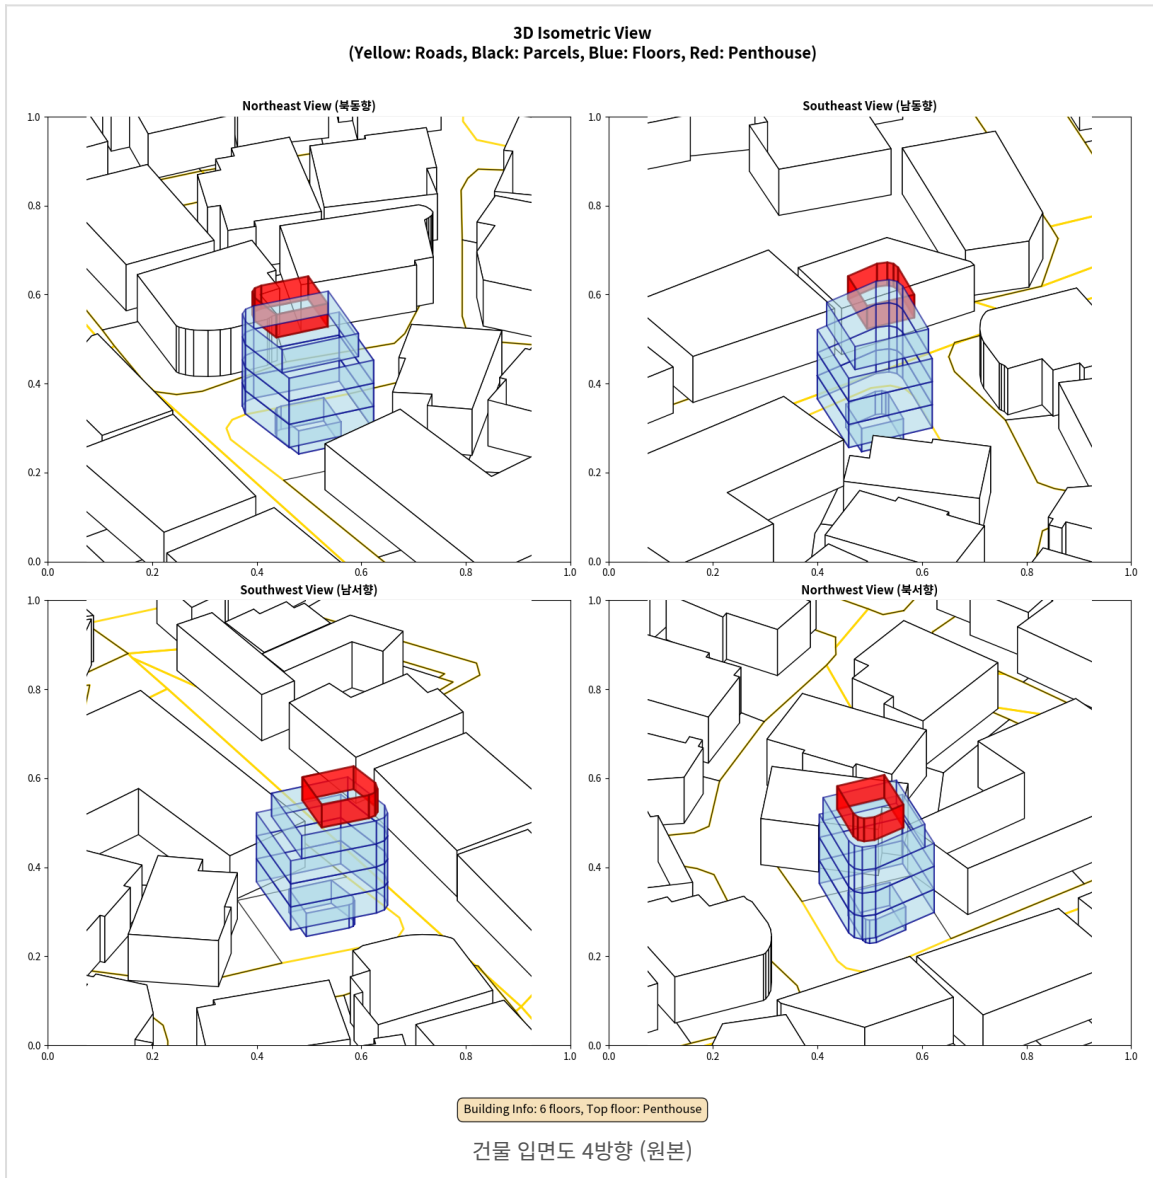 3D Isometric View
(Yellow: Roads, Black: Parcels, Blue: Floors, Red: Penthouse)
Northeast View (북동향)
1.0
0.8
0.6
0.4
0.2
0.0
0.0 0.2 0.4 0.6 0.8 1.0
Southeast View (남동향)
1.0
0.8
0.6
0.4
0.2
0.0
0.0 0.2 0.4 0.6 0.8 1.0
Southwest View (남서향)
1.0
0.8
0.6
0.4
0.2
0.0
0.0 0.2 0.4 0.6 0.8 1.0
Northwest View (북서향)
1.0
0.8
0.6
0.4
0.2
0.0
0.0 0.2 0.4 0.6 0.8 1.0
Building Info: 6 floors, Top floor: Penthouse
건물 입면도 4방향 (원본)